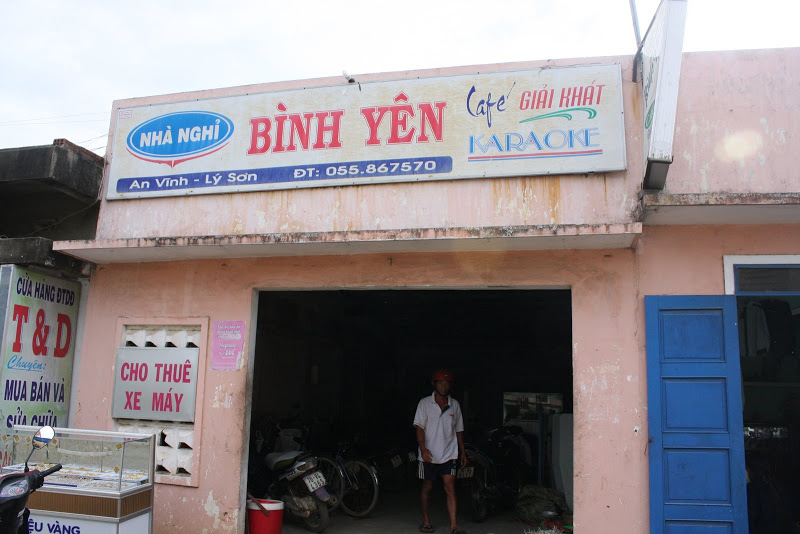 NHÀ NGHỈ
BÌNH YÊN
Café GIẢI KHÁT
KARAOKE
An Vĩnh - Lý Sơn ĐT: 055.867570
CỬA HÀNG ĐTDĐ
T & D
Chuyên:
MUA BÁN VÀ
SỬA CHỮA
CHO THUÊ
XE MÁY
VÀNG